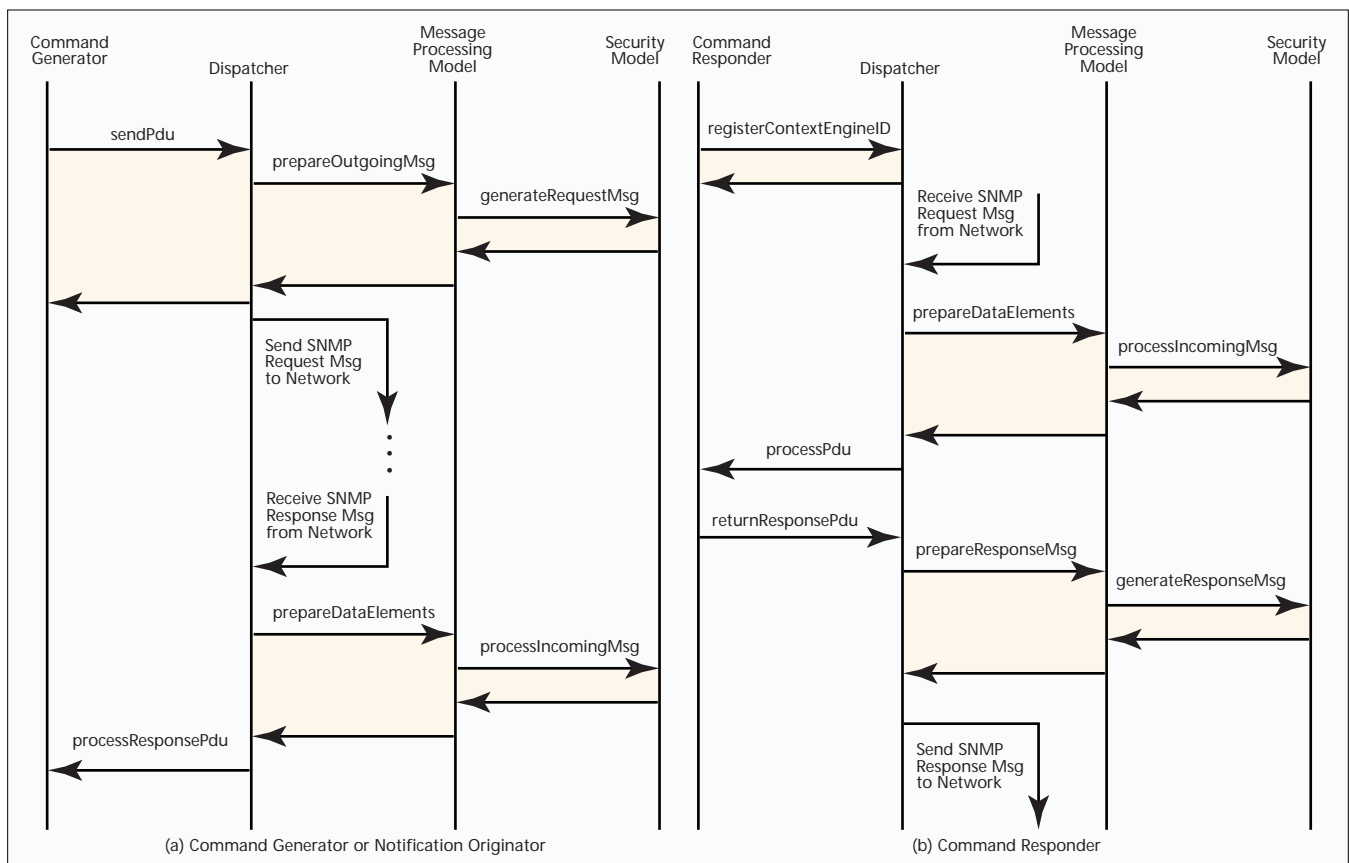 Command
Generator
Dispatcher
Message
Processing
Model
Security
Model
sendPdu
prepareOutgoingMsg
generateRequestMsg
Send SNMP
Request Msg
to Network
Receive SNMP
Response Msg
from Network
prepareDataElements
processIncomingMsg
processResponsePdu
(a) Command Generator or Notification Originator
Command
Responder
Dispatcher
Message
Processing
Model
Security
Model
registerContextEngineID
Receive SNMP
Request Msg
from Network
prepareDataElements
processIncomingMsg
processPdu
returnResponsePdu
prepareResponseMsg
generateResponseMsg
Send SNMP
Response Msg
to Network
(b) Command Responder